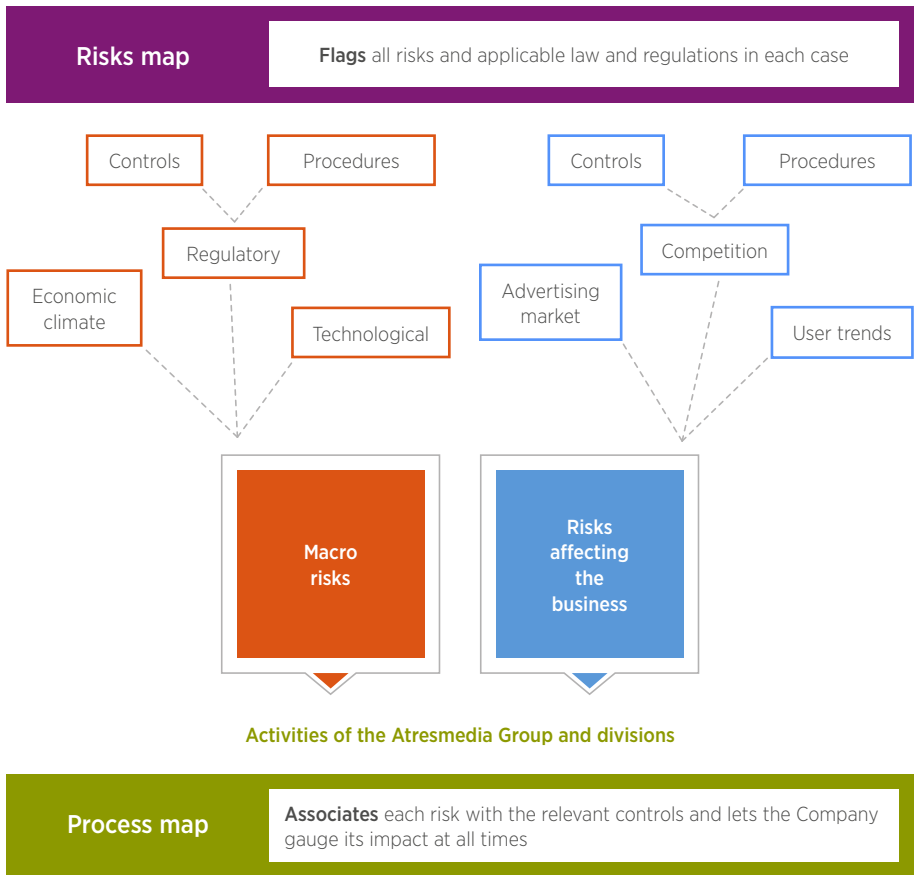 Risks map
Flags all risks and applicable law and regulations in each case
Controls
Procedures
Controls
Procedures
Regulatory
Competition
Economic
climate
Advertising
market
Technological
User trends
Macro
risks
Risks
affecting
the
business
Activities of the Atresmedia Group and divisions
Process map
Associates each risk with the relevant controls and lets the Company
gauge its impact at all times